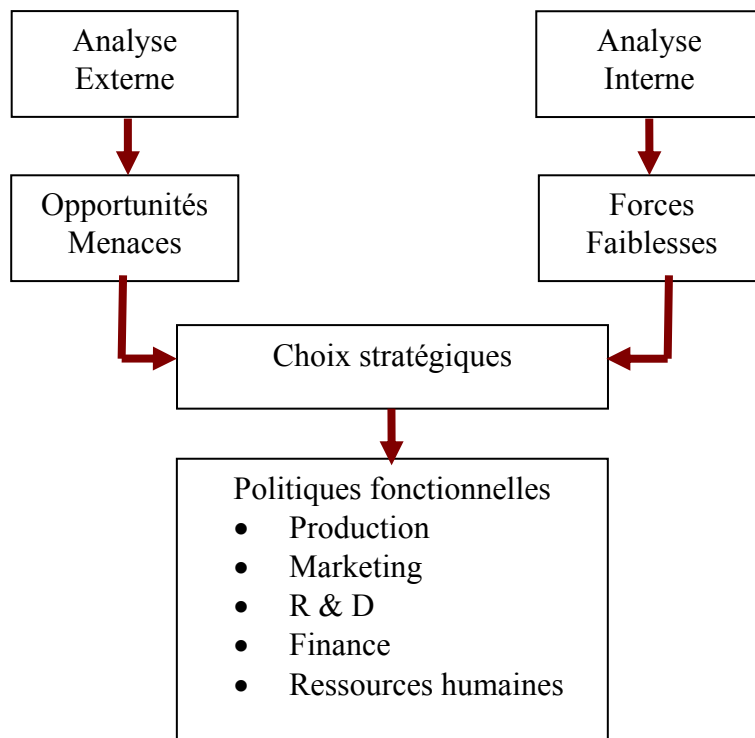 Analyse
Externe
Analyse
Interne
Opportunités
Menaces
Forces
Faiblesses
Choix stratégiques
Politiques fonctionnelles
• Production
• Marketing
• R & D
• Finance
• Ressources humaines